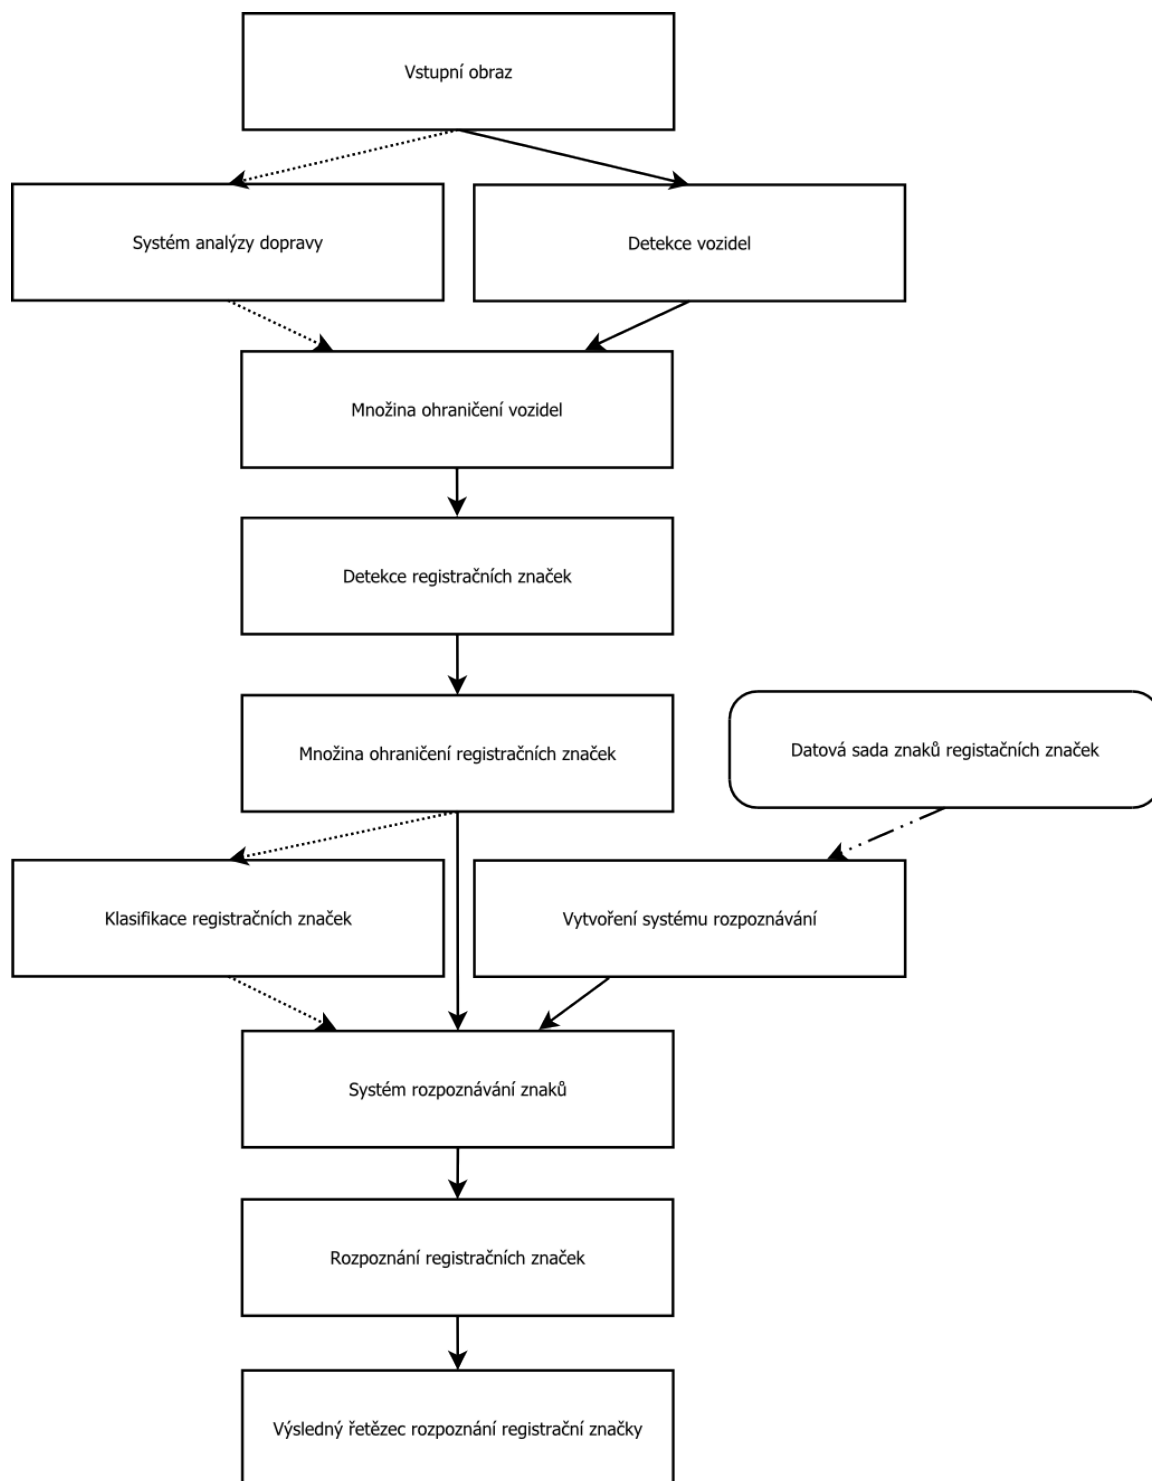 Vstupní obraz
Systém analýzy dopravy
Detekce vozidel
Množina ohraničení vozidel
Detekce registračních značek
Množina ohraničení registračních značek
Datová sada znaků registačních značek
Klasifikace registračních značek
Vytvoření systému rozpoznávání
Systém rozpoznávání znaků
Rozpoznání registračních značek
Výsledný řetězec rozpoznání registrační značky